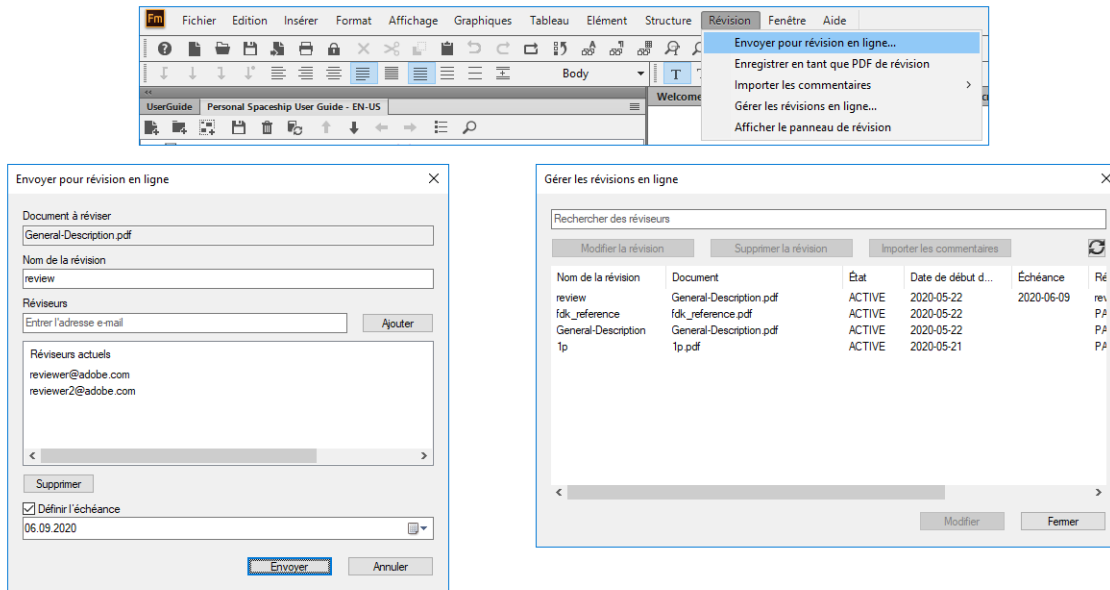 Fm Fichier Edition Insérer Format Affichage Graphiques Tableau Elément Structure Révision Fenêtre Aide
Envoyer pour révision en ligne...
Enregistrer en tant que PDF de révision
Importer les commentaires >
Gérer les révisions en ligne...
Afficher le panneau de révision
Body T
UserGuide Personal Spaceship User Guide - EN-US
Envoyer pour révision en ligne
Document à réviser
General-Description.pdf
Nom de la révision
review
Réviseurs
Entrer l'adresse e-mail Ajouter
Réviseurs actuels
reviewer@adobe.com
reviewer2@adobe.com
Supprimer
Définir l'échéance
06.09.2020
Envoyer Annuler
Gérer les révisions en ligne
Rechercher des réviseurs
Modifier la révision Supprimer la révision Importer les commentaires
Nom de la révision Document État Date de début d... Échéance Ré
review General-Description.pdf ACTIVE 2020-05-22 2020-06-09 rev
fdk_reference fdk_reference.pdf ACTIVE 2020-05-22 PA
General-Description General-Description.pdf ACTIVE 2020-05-22 PA
1p 1p.pdf ACTIVE 2020-05-21 PA
Modifier Fermer